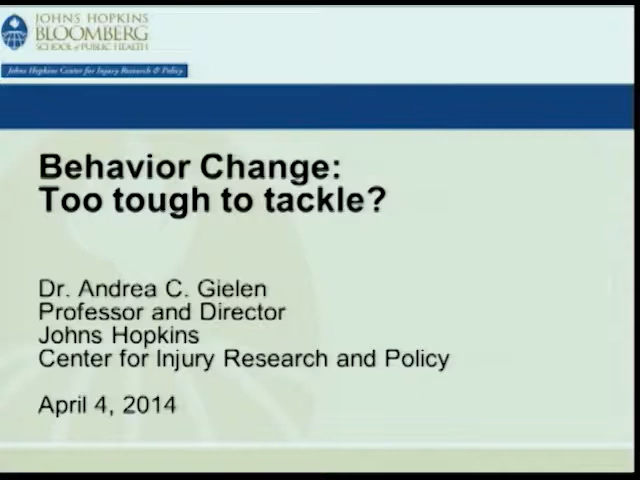 JOHNS HOPKINS
BLOOMBERG
SCHOOL of PUBLIC HEALTH
Johns Hopkins Center for Injury Research & Policy
Behavior Change:
Too tough to tackle?
Dr. Andrea C. Gielen
Professor and Director
Johns Hopkins
Center for Injury Research and Policy
April 4, 2014